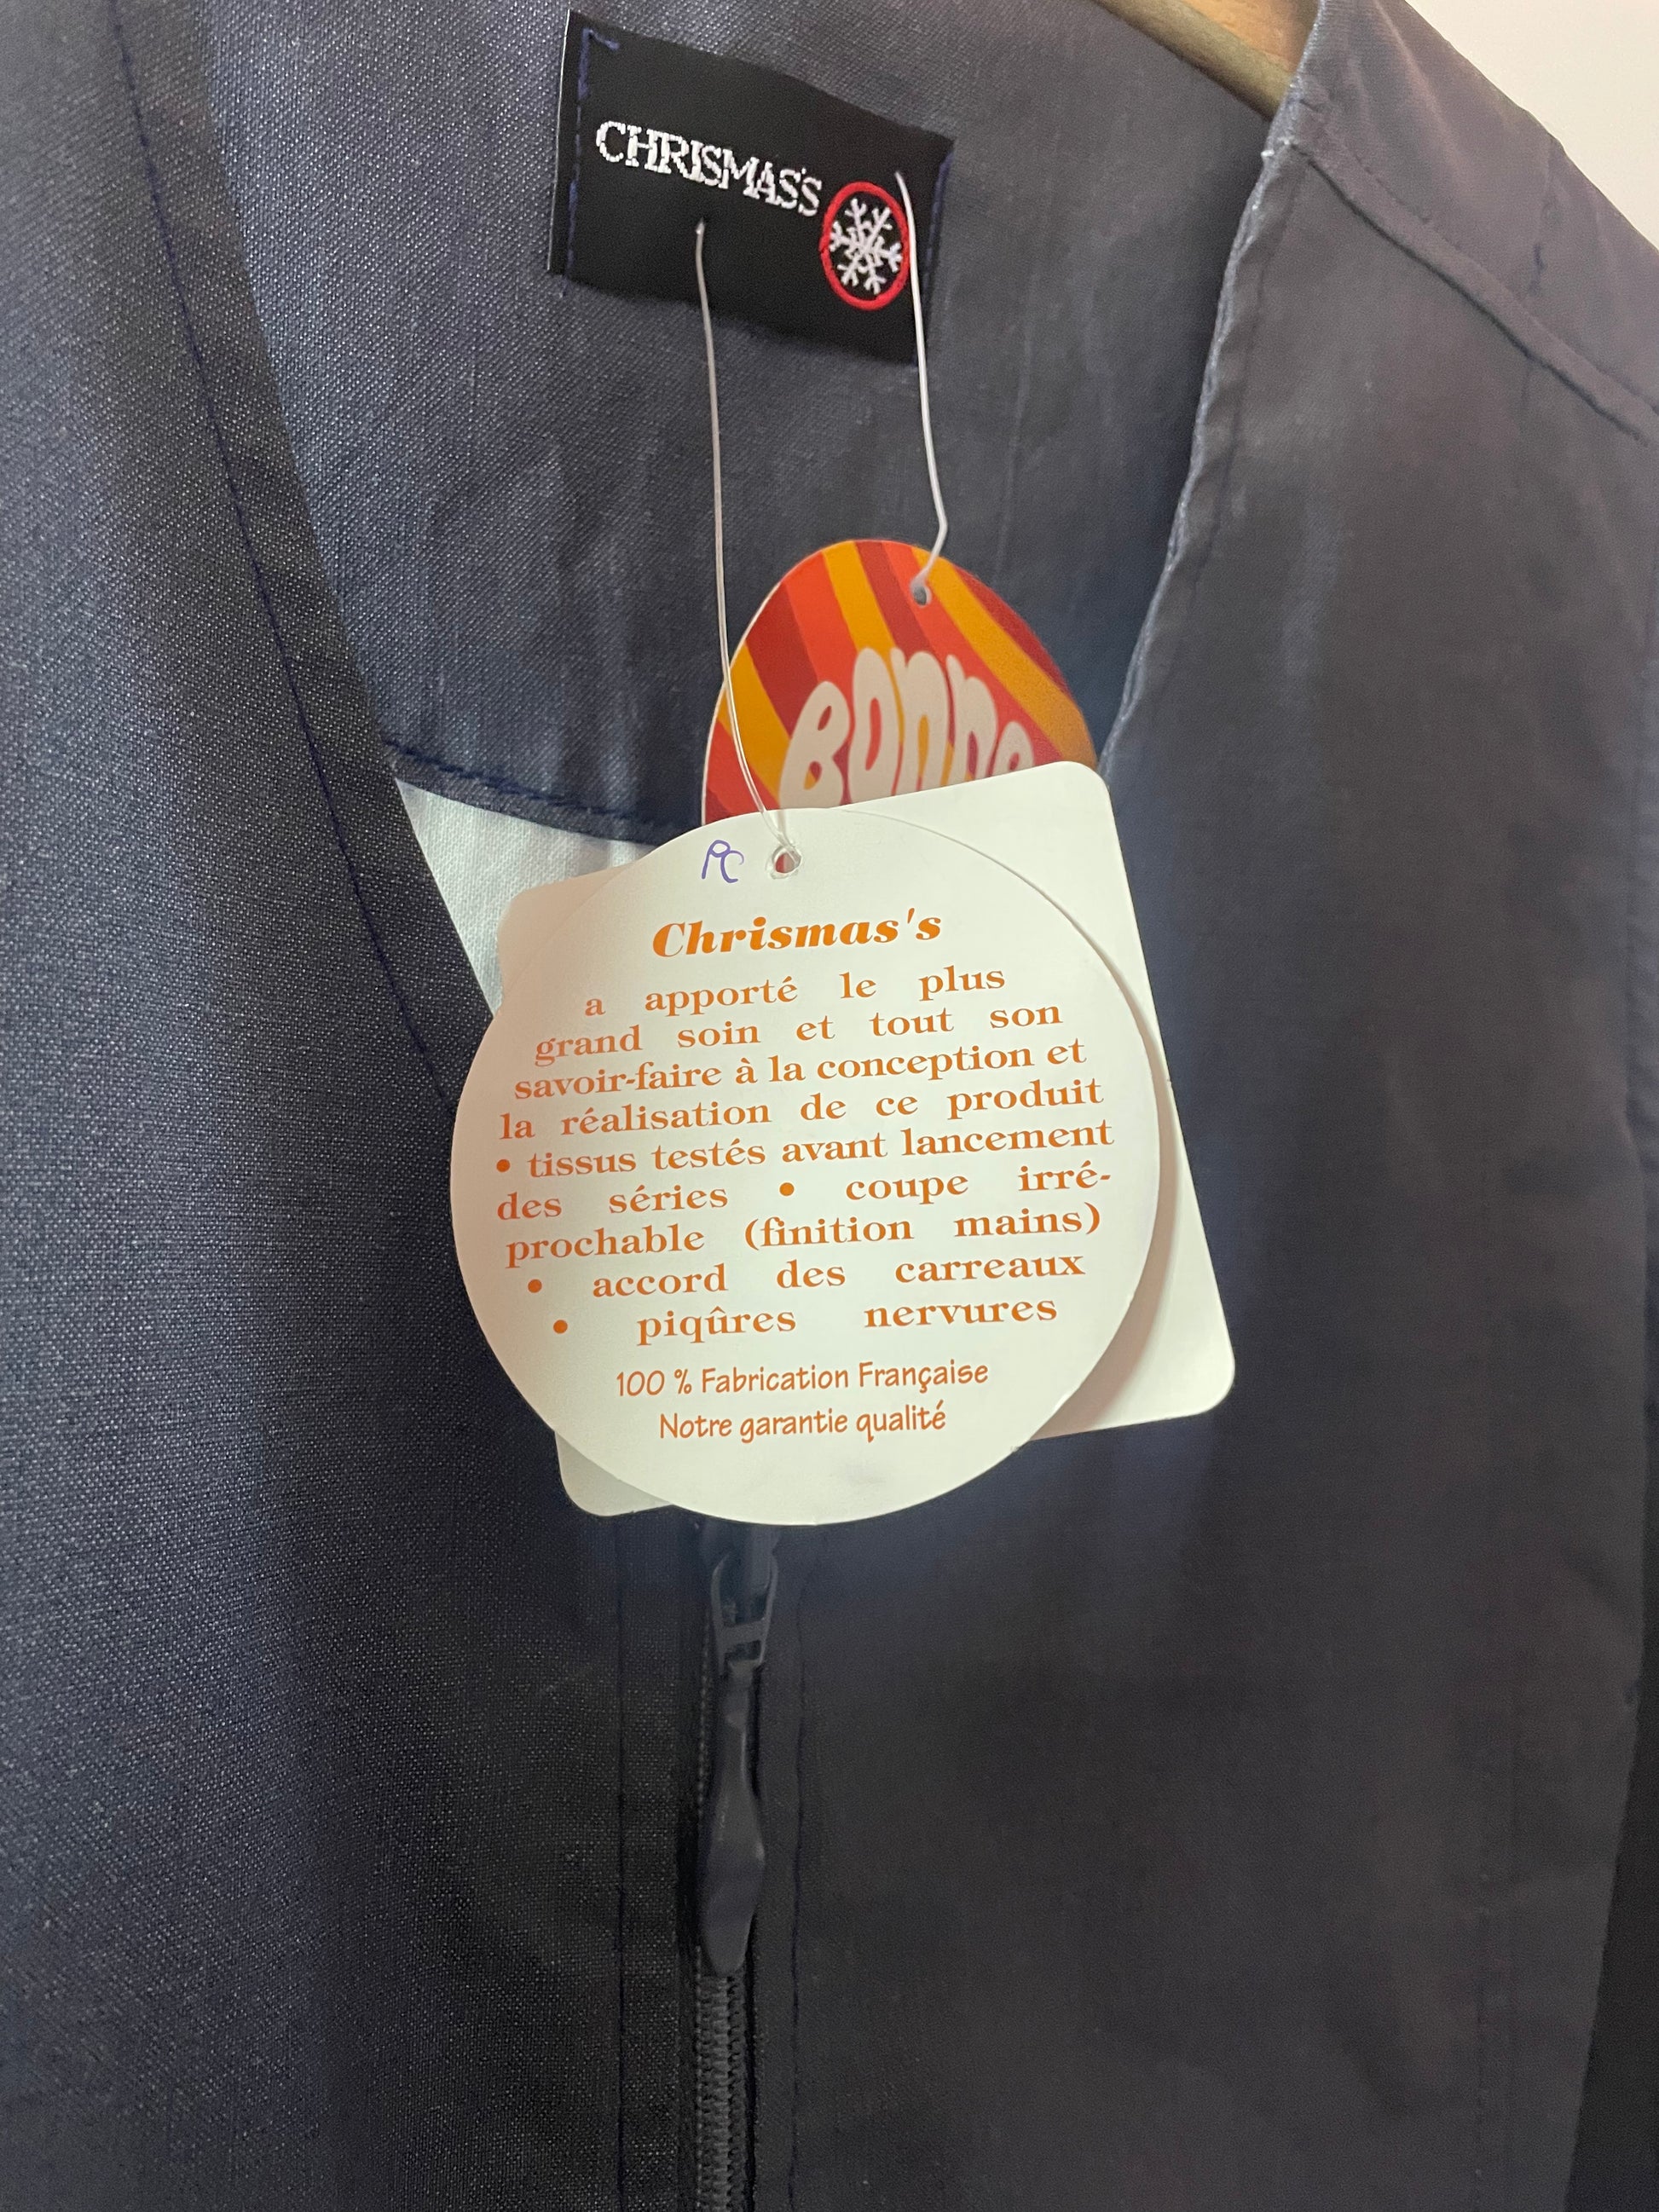 CHRISMAS'S
BONNE
Chrismas's
a apporté le plus
grand soin et tout son
savoir-faire à la conception et
la réalisation de ce produit
• tissus testés avant lancement
des séries • coupe irré-
prochable (finition mains)
• accord des carreaux
• piqûres nervures
100 % Fabrication Française
Notre garantie qualité